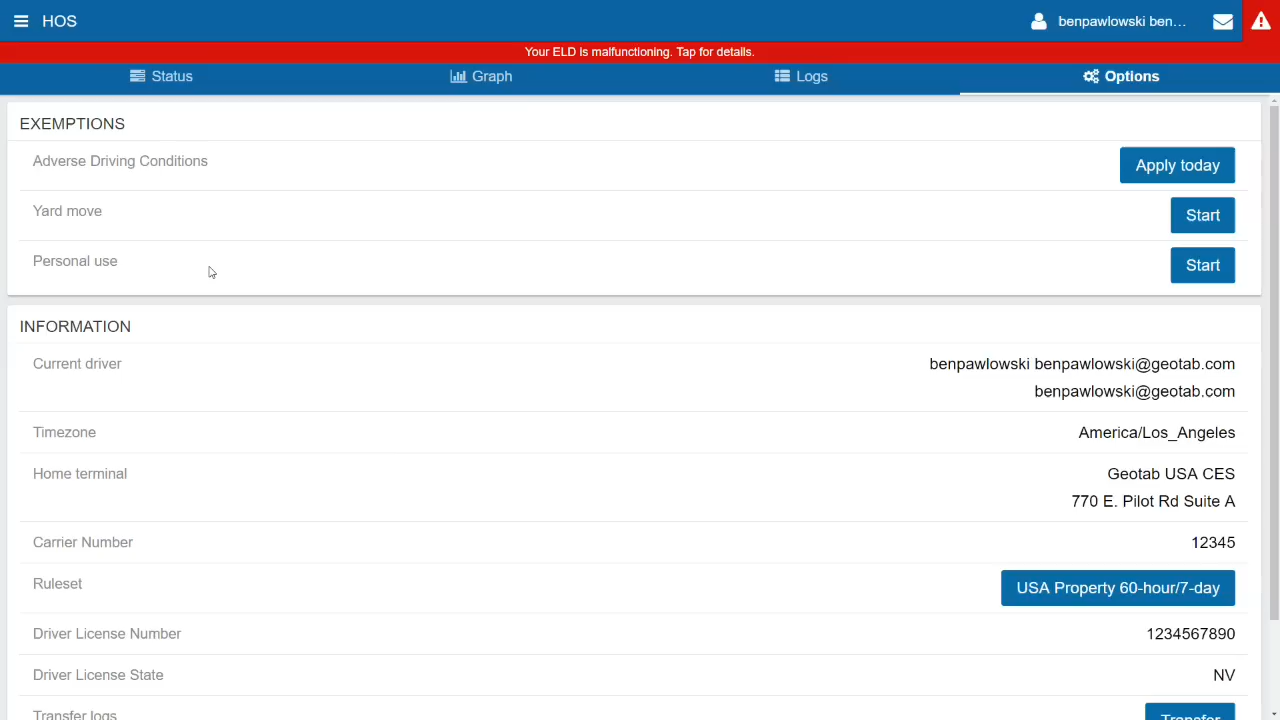 HOS
benpawlowski ben...
Your ELD is malfunctioning. Tap for details.
Status
Graph
Logs
Options
EXEMPTIONS
Adverse Driving Conditions
Apply today
Yard move
Start
Personal use
Start
INFORMATION
Current driver
benpawlowski benpawlowski@geotab.com
benpawlowski@geotab.com
Timezone
America/Los_Angeles
Home terminal
Geotab USA CES
770 E. Pilot Rd Suite A
Carrier Number
12345
Ruleset
USA Property 60-hour/7-day
Driver License Number
1234567890
Driver License State
NV
Transfer logs
Transfer